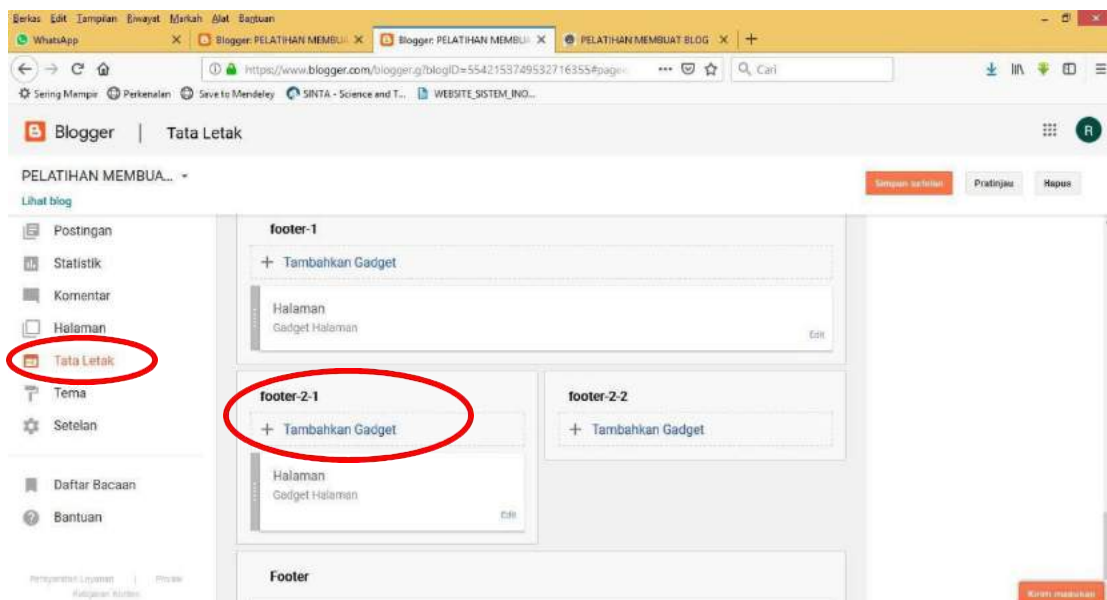 Berkas Edit Tampilan Riwayat Markah Alat Bantuan
WhatsApp Blogger: PELATIHAN MEMBU Blogger: PELATIHAN MEMBU PELATIHAN MEMBUAT BLOG
https://www.blogger.com/blogger.g?blogID=5542153749532716355#page Cari
Sering Mampir Perkenalan Save to Mendeley SINTA - Science and T... WEBSITE_SISTEM_INO...
Blogger | Tata Letak R
PELATIHAN MEMBUA...
Simpan setelan Pratinjau Hapus
Lihat blog
Postingan
Statistik
Komentar
Halaman
Tata Letak
Tema
Setelan
Daftar Bacaan
Bantuan
Persyaratan Layanan | Privasi
Kebijakan Konten
footer-1
+ Tambahkan Gadget
Halaman
Gadget Halaman
Edit
footer-2-1
+ Tambahkan Gadget
Halaman
Gadget Halaman
Edit
footer-2-2
+ Tambahkan Gadget
Footer
Kirim masukan